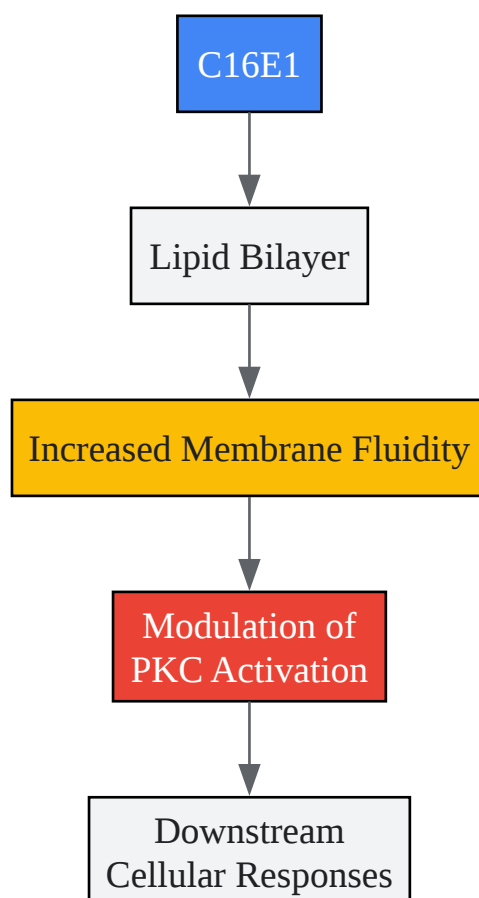 C16E1
Lipid Bilayer
Increased Membrane Fluidity
Modulation of
PKC Activation
Downstream
Cellular Responses